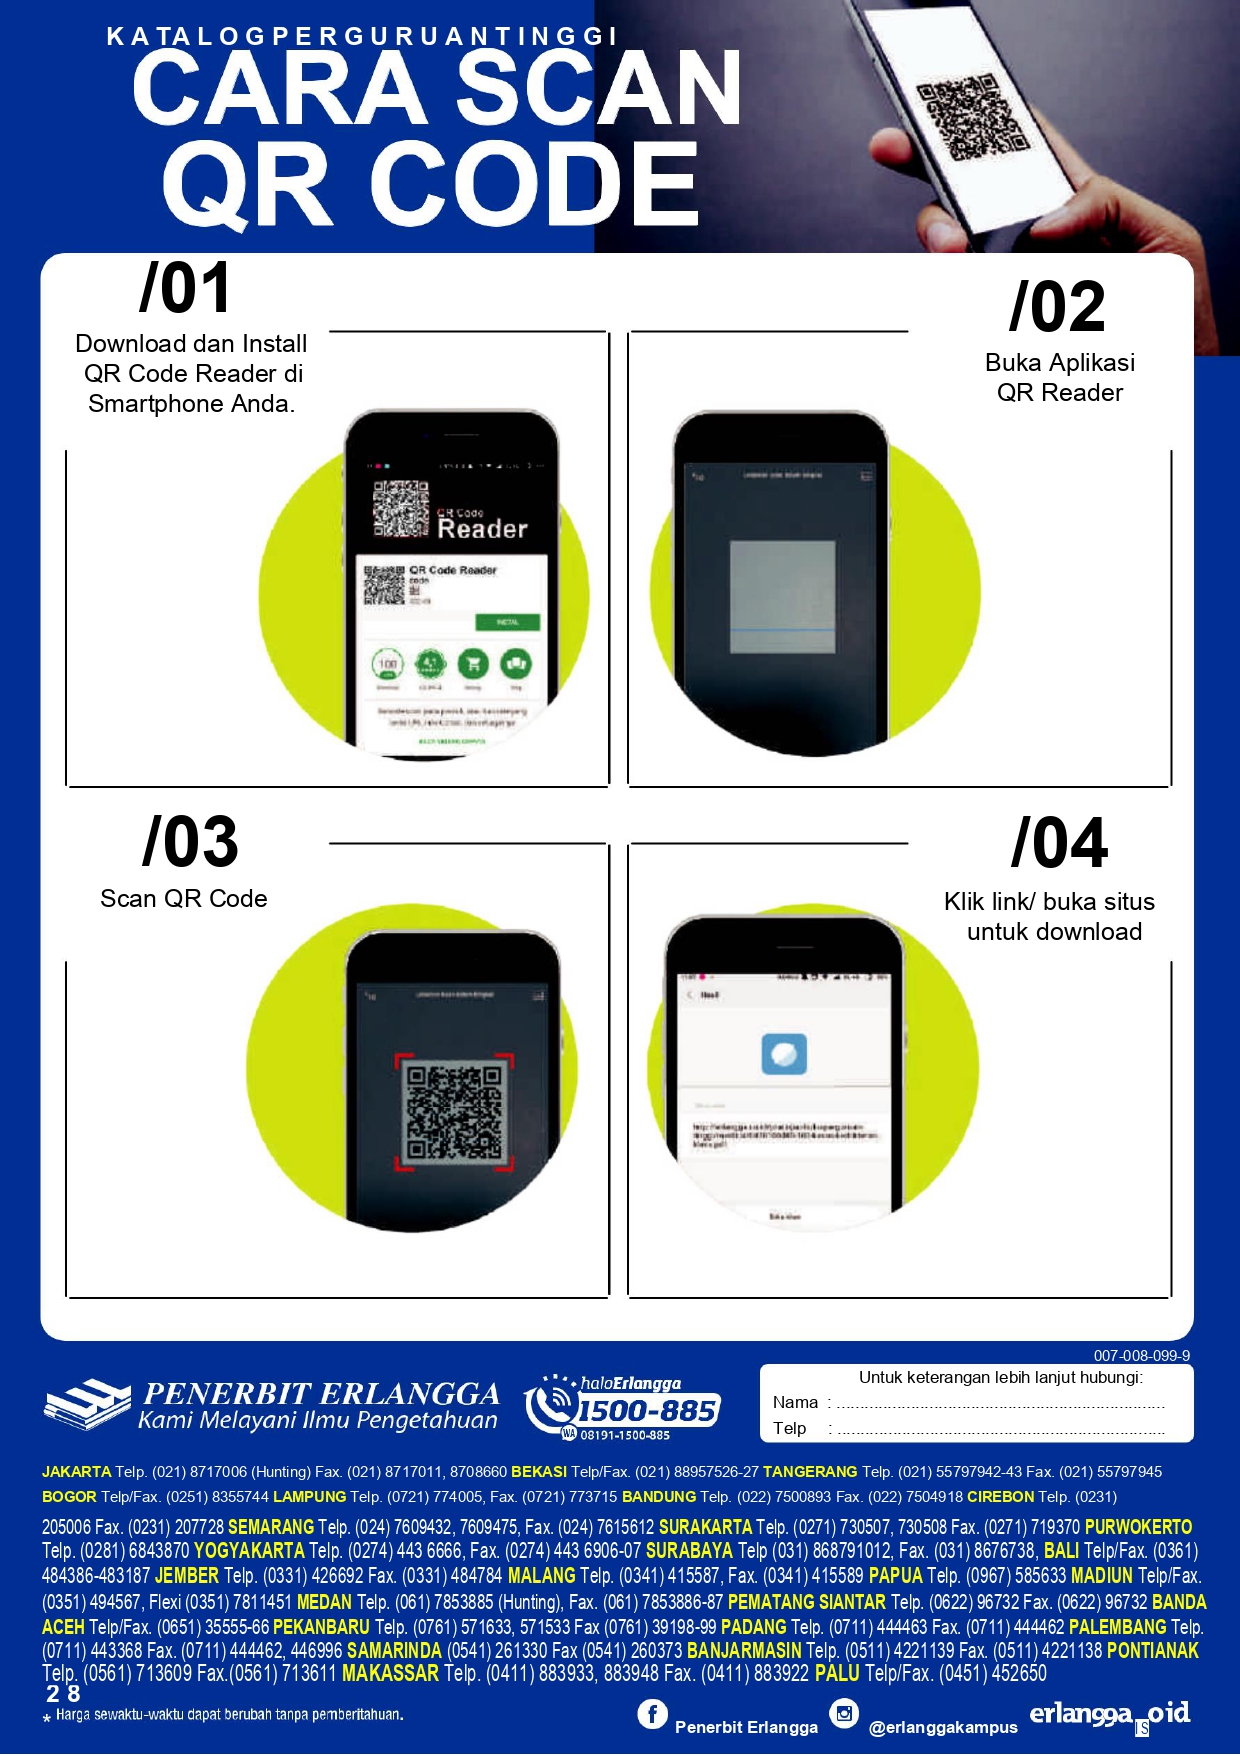 KATALOGPERGURUANTINGGI
CARA SCAN
QR CODE
/01
Download dan Install
QR Code Reader di
Smartphone Anda.
/02
Buka Aplikasi
QR Reader
QR Code
Reader
QR Code Reader
code
INSTAL
/03
Scan QR Code
/04
Klik link/ buka situs
untuk download
Hasil
007-008-099-9
PENERBIT ERLANGGA
Kami Melayani Ilmu Pengetahuan
haloErlangga
1500-885
WA 08191-1500-885
Untuk keterangan lebih lanjut hubungi:
Nama : ......................................................................
Telp : ......................................................................
JAKARTA Telp. (021) 8717006 (Hunting) Fax. (021) 8717011, 8708660 BEKASI Telp/Fax. (021) 88957526-27 TANGERANG Telp. (021) 55797942-43 Fax. (021) 55797945
BOGOR Telp/Fax. (0251) 8355744 LAMPUNG Telp. (0721) 774005, Fax. (0721) 773715 BANDUNG Telp. (022) 7500893 Fax. (022) 7504918 CIREBON Telp. (0231)
205006 Fax. (0231) 207728 SEMARANG Telp. (024) 7609432, 7609475, Fax. (024) 7615612 SURAKARTA Telp. (0271) 730507, 730508 Fax. (0271) 719370 PURWOKERTO
Telp. (0281) 6843870 YOGYAKARTA Telp. (0274) 443 6666, Fax. (0274) 443 6906-07 SURABAYA Telp (031) 868791012, Fax. (031) 8676738, BALI Telp/Fax. (0361)
484386-483187 JEMBER Telp. (0331) 426692 Fax. (0331) 484784 MALANG Telp. (0341) 415587, Fax. (0341) 415589 PAPUA Telp. (0967) 585633 MADIUN Telp/Fax.
(0351) 494567, Flexi (0351) 7811451 MEDAN Telp. (061) 7853885 (Hunting), Fax. (061) 7853886-87 PEMATANG SIANTAR Telp. (0622) 96732 Fax. (0622) 96732 BANDA
ACEH Telp/Fax. (0651) 35555-66 PEKANBARU Telp. (0761) 571633, 571533 Fax (0761) 39198-99 PADANG Telp. (0711) 444463 Fax. (0711) 444462 PALEMBANG Telp.
(0711) 443368 Fax. (0711) 444462, 446996 SAMARINDA (0541) 261330 Fax (0541) 260373 BANJARMASIN Telp. (0511) 4221139 Fax. (0511) 4221138 PONTIANAK
Telp. (0561) 713609 Fax.(0561) 713611 MAKASSAR Telp. (0411) 883933, 883948 Fax. (0411) 883922 PALU Telp/Fax. (0451) 452650
28
* Harga sewaktu-waktu dapat berubah tanpa pemberitahuan.
Penerbit Erlangga
@erlanggakampus
erlangga
IS
oid